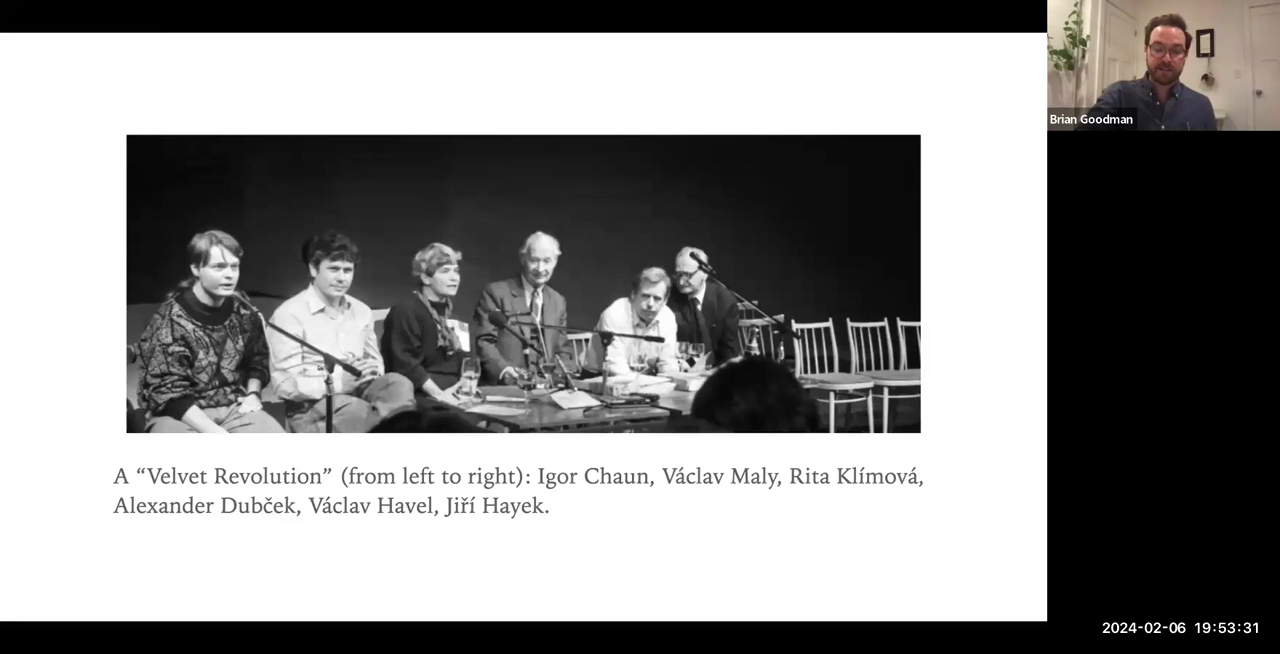 Brian Goodman
A “Velvet Revolution” (from left to right): Igor Chaun, Václav Maly, Rita Klímová,
Alexander Dubček, Václav Havel, Jiří Hayek.
2024-02-06 19:53:31